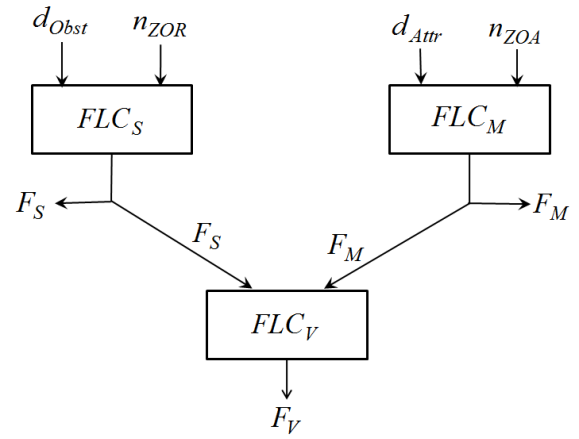 d_Obst n_ZOR d_Attr n_ZOA
FLC_S FLC_M
F_S F_M
F_S F_M
FLC_V
F_V